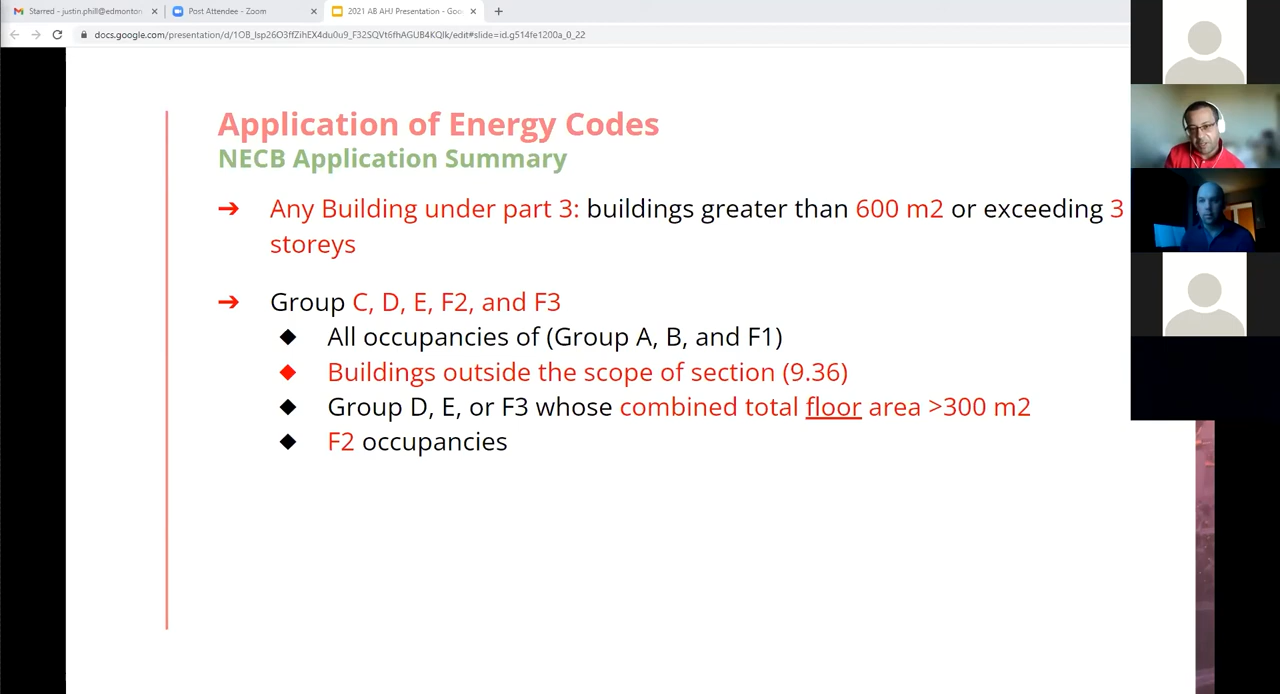 Starred - justin.phill@edmonton
Post Attendee - Zoom
2021 AB AHJ Presentation - Goo
docs.google.com/presentation/d/1OB_lsp26O3ffZihEX4du0u9_F32SQVt6fhAGUB4KQlk/edit#slide=id.g514fe1200a_0_22
Application of Energy Codes
NECB Application Summary
➔ Any Building under part 3: buildings greater than 600 m2 or exceeding 3
storeys
➔ Group C, D, E, F2, and F3
◆ All occupancies of (Group A, B, and F1)
◆ Buildings outside the scope of section (9.36)
◆ Group D, E, or F3 whose combined total floor area >300 m2
◆ F2 occupancies